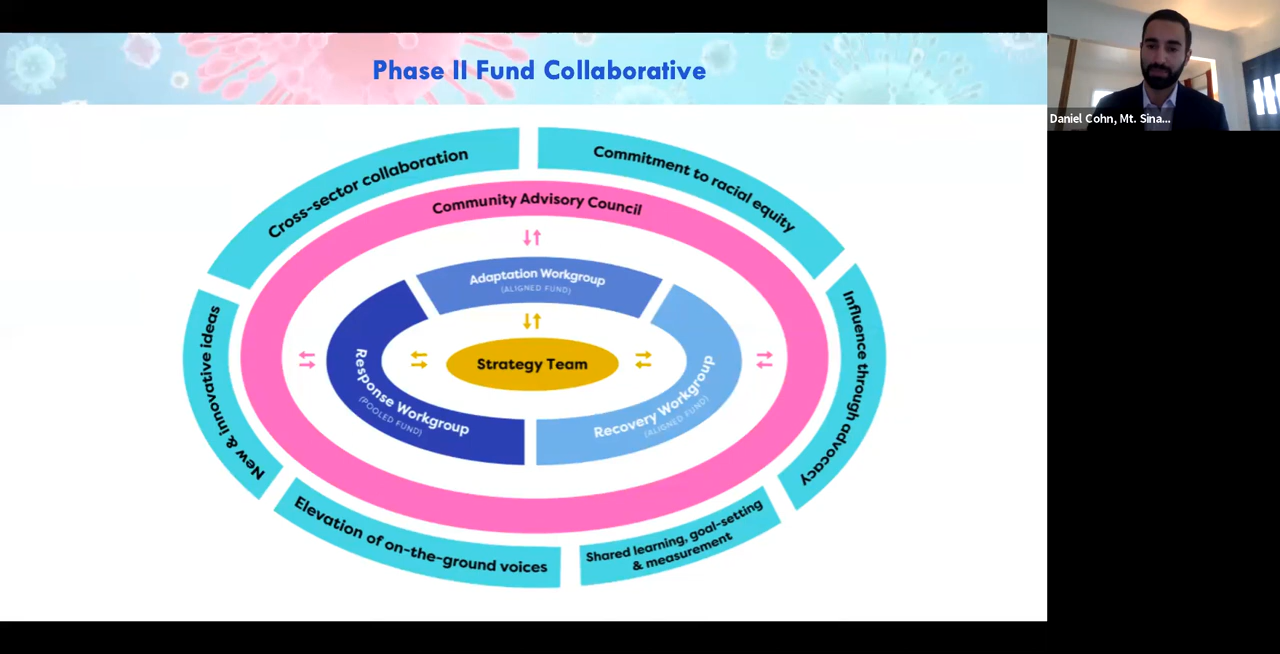 Phase II Fund Collaborative
Daniel Cohn, Mt. Sina...
Cross-sector collaboration
Commitment to racial equity
Community Advisory Council
Adaptation Workgroup
(ALIGNED FUND)
New & innovative ideas
Influence through advocacy
Strategy Team
Response Workgroup
(POOLED FUND)
Recovery Workgroup
(ALIGNED FUND)
Elevation of on-the-ground voices
Shared learning, goal-setting
& measurement